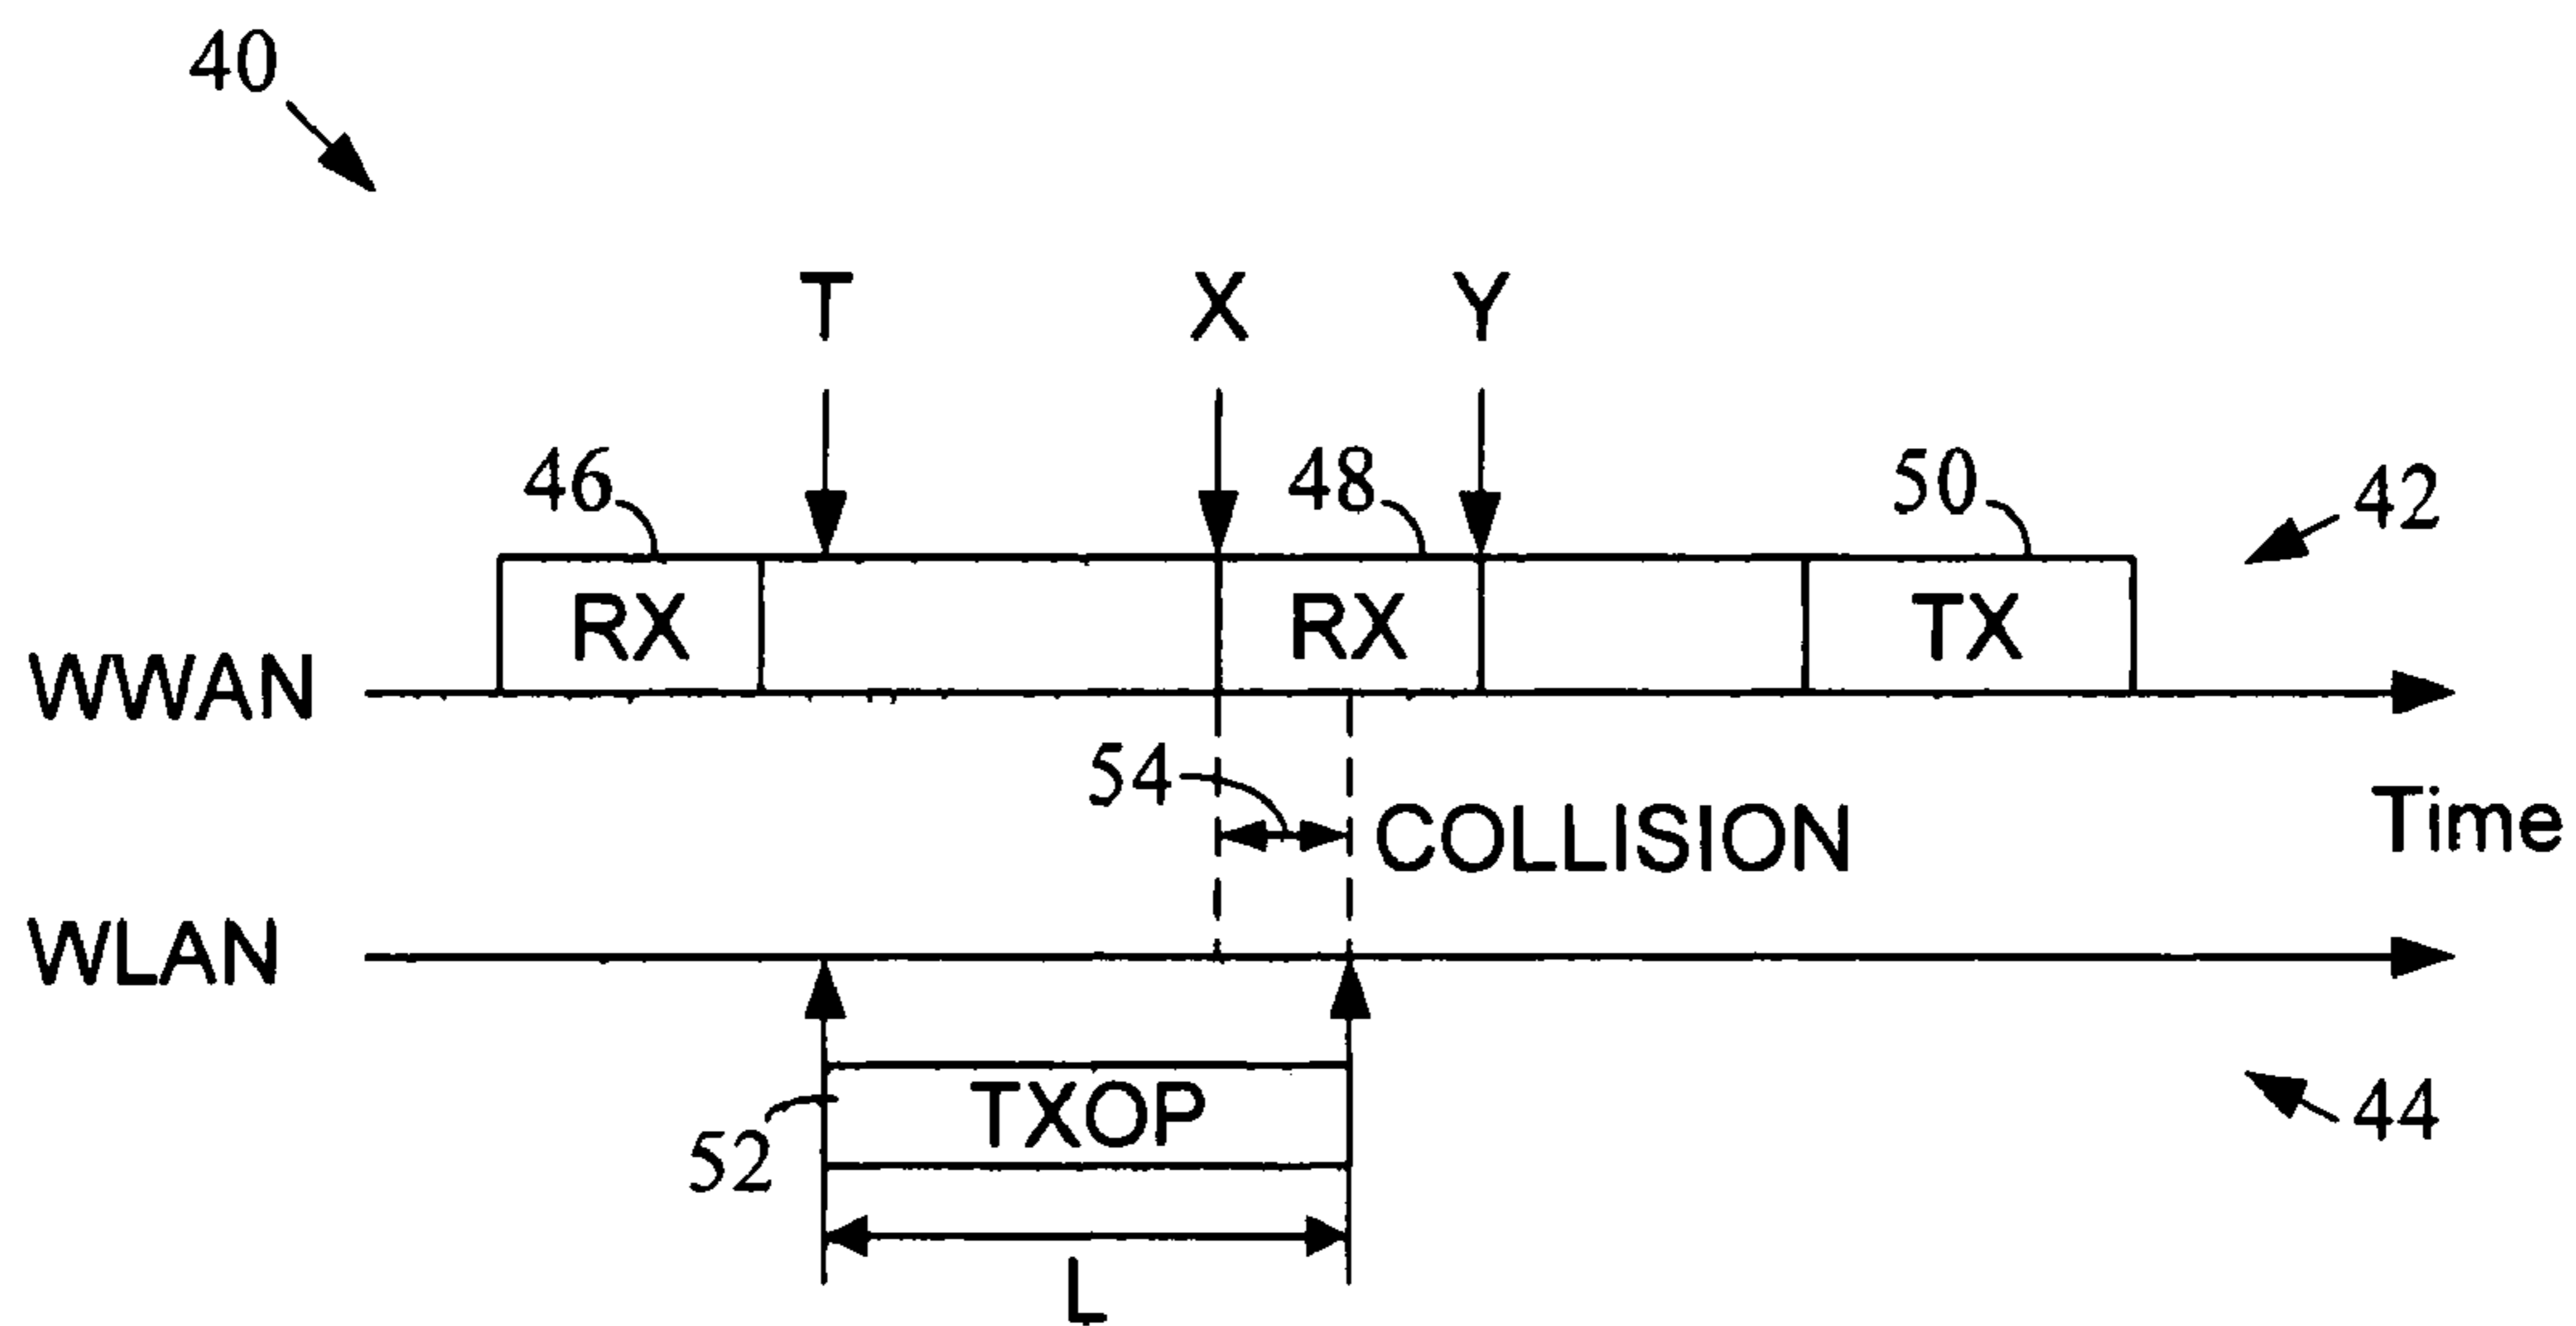 40
T X Y
46 48 50 42
RX RX TX
WWAN
54
COLLISION Time
WLAN
TXOP 44
52
L